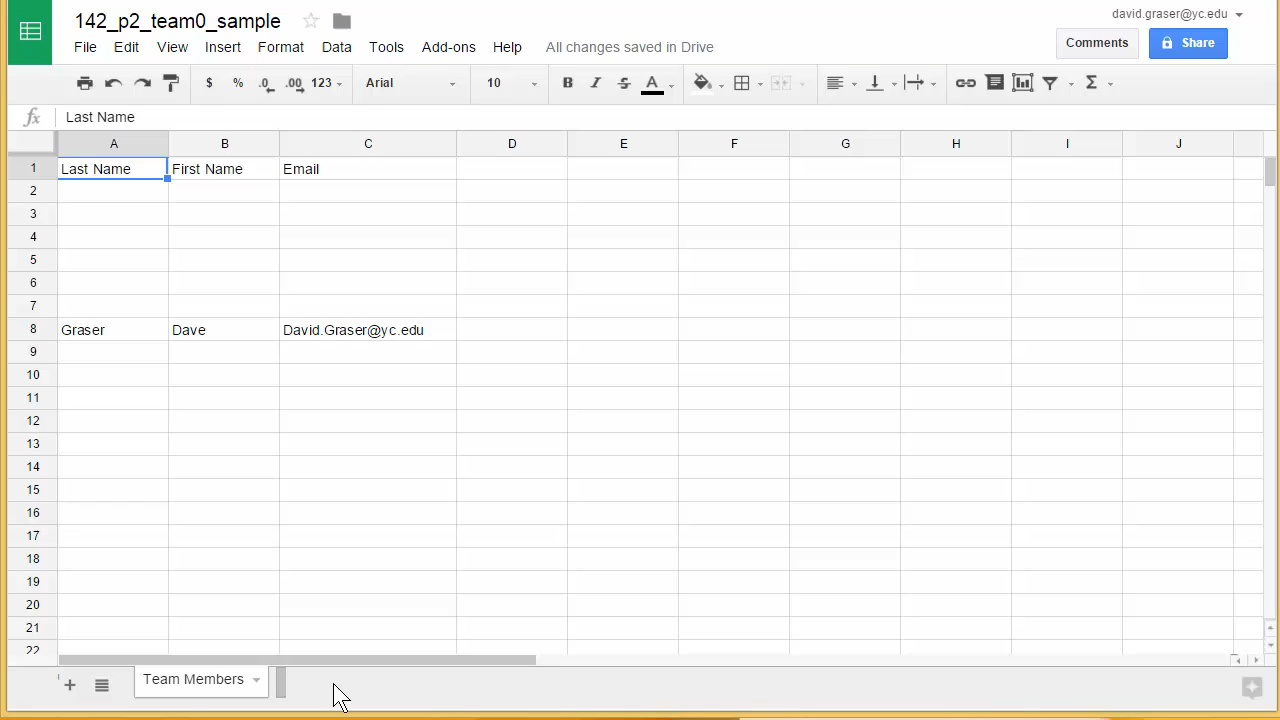 142_p2_team0_sample
david.graser@yc.edu
File Edit View Insert Format Data Tools Add-ons Help All changes saved in Drive
Comments Share
$ % .0 .00 123 Arial 10 B I S A Σ
fx Last Name
A B C D E F G H I J
1 Last Name First Name Email
2
3
4
5
6
7
8 Graser Dave David.Graser@yc.edu
9
10
11
12
13
14
15
16
17
18
19
20
21
22
+ Team Members